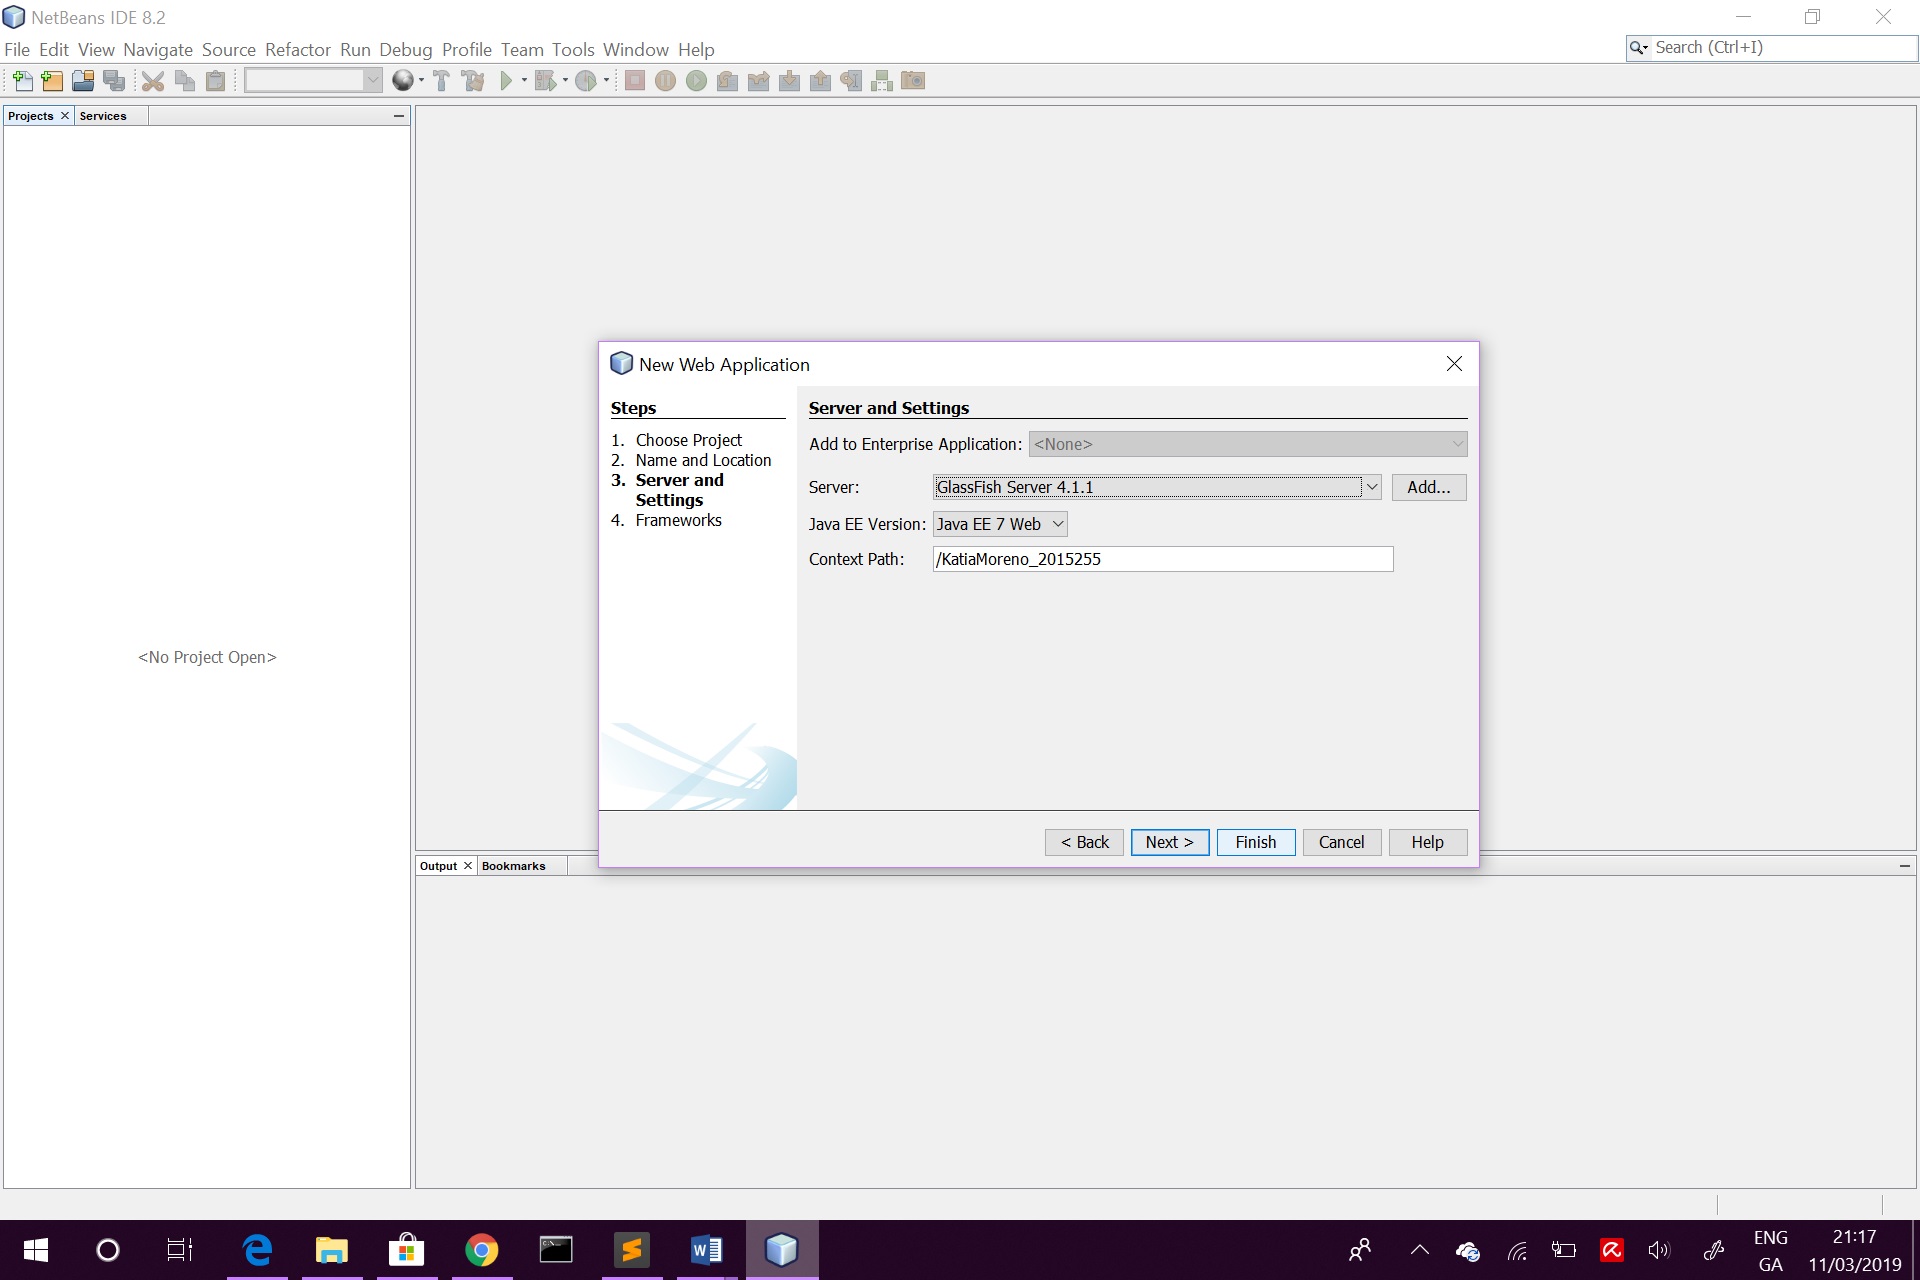 NetBeans IDE 8.2
File Edit View Navigate Source Refactor Run Debug Profile Team Tools Window Help
Search (Ctrl+I)
Projects Services
<No Project Open>
New Web Application
Steps
1. Choose Project
2. Name and Location
3. Server and
Settings
4. Frameworks
Server and Settings
Add to Enterprise Application: <None>
Server: GlassFish Server 4.1.1 Add...
Java EE Version: Java EE 7 Web
Context Path: /KatiaMoreno_2015255
< Back Next > Finish Cancel Help
Output Bookmarks
ENG
GA
21:17
11/03/2019